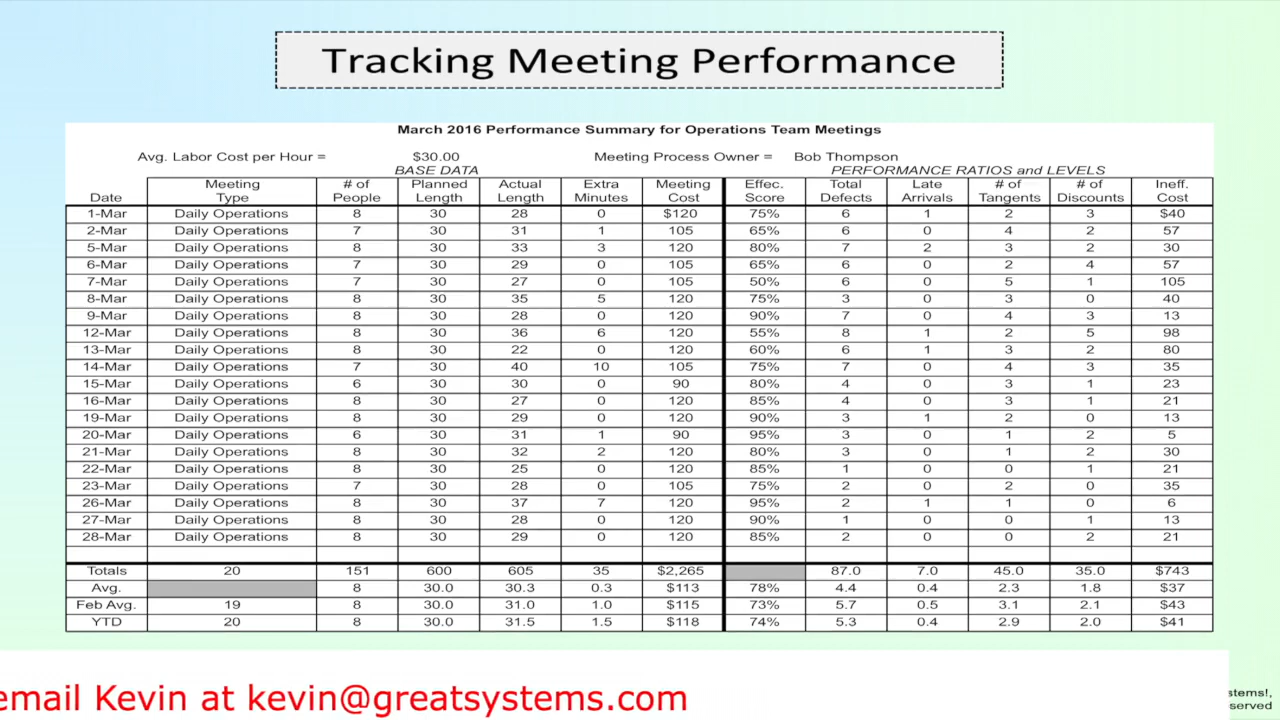 Tracking Meeting Performance
March 2016 Performance Summary for Operations Team Meetings
Avg. Labor Cost per Hour = $30.00 Meeting Process Owner = Bob Thompson
BASE DATA PERFORMANCE RATIOS and LEVELS
Meeting # of Planned Actual Extra Meeting Effec. Total Late # of # of Ineff.
Date Type People Length Length Minutes Cost Score Defects Arrivals Tangents Discounts Cost
1-Mar Daily Operations 8 30 28 0 $120 75% 6 1 2 3 $40
2-Mar Daily Operations 7 30 31 1 105 65% 6 0 4 2 57
5-Mar Daily Operations 8 30 33 3 120 80% 7 2 3 2 30
6-Mar Daily Operations 7 30 29 0 105 65% 6 0 2 4 57
7-Mar Daily Operations 7 30 27 0 105 50% 6 0 5 1 105
8-Mar Daily Operations 8 30 35 5 120 75% 3 0 3 0 40
9-Mar Daily Operations 8 30 28 0 120 90% 7 0 4 3 13
12-Mar Daily Operations 8 30 36 6 120 55% 8 1 2 5 98
13-Mar Daily Operations 8 30 22 0 120 60% 6 1 3 2 80
14-Mar Daily Operations 7 30 40 10 105 75% 7 0 4 3 35
15-Mar Daily Operations 6 30 30 0 90 80% 4 0 3 1 23
16-Mar Daily Operations 8 30 27 0 120 85% 4 0 3 1 21
19-Mar Daily Operations 8 30 29 0 120 90% 3 1 2 0 13
20-Mar Daily Operations 6 30 31 1 90 95% 3 0 1 2 5
21-Mar Daily Operations 8 30 32 2 120 80% 3 0 1 2 30
22-Mar Daily Operations 8 30 25 0 120 85% 1 0 0 1 21
23-Mar Daily Operations 7 30 28 0 105 75% 2 0 2 0 35
26-Mar Daily Operations 8 30 37 7 120 95% 2 1 1 0 6
27-Mar Daily Operations 8 30 28 0 120 90% 1 0 0 1 13
28-Mar Daily Operations 8 30 29 0 120 85% 2 0 0 2 21
Totals 20 151 600 605 35 $2,265 87.0 7.0 45.0 35.0 $743
Avg. 8 30.0 30.3 0.3 $113 78% 4.4 0.4 2.3 1.8 $37
Feb Avg. 19 8 30.0 31.0 1.0 $115 73% 5.7 0.5 3.1 2.1 $43
YTD 20 8 30.0 31.5 1.5 $118 74% 5.3 0.4 2.9 2.0 $41
email Kevin at kevin@greatsystems.com
stems!,
served